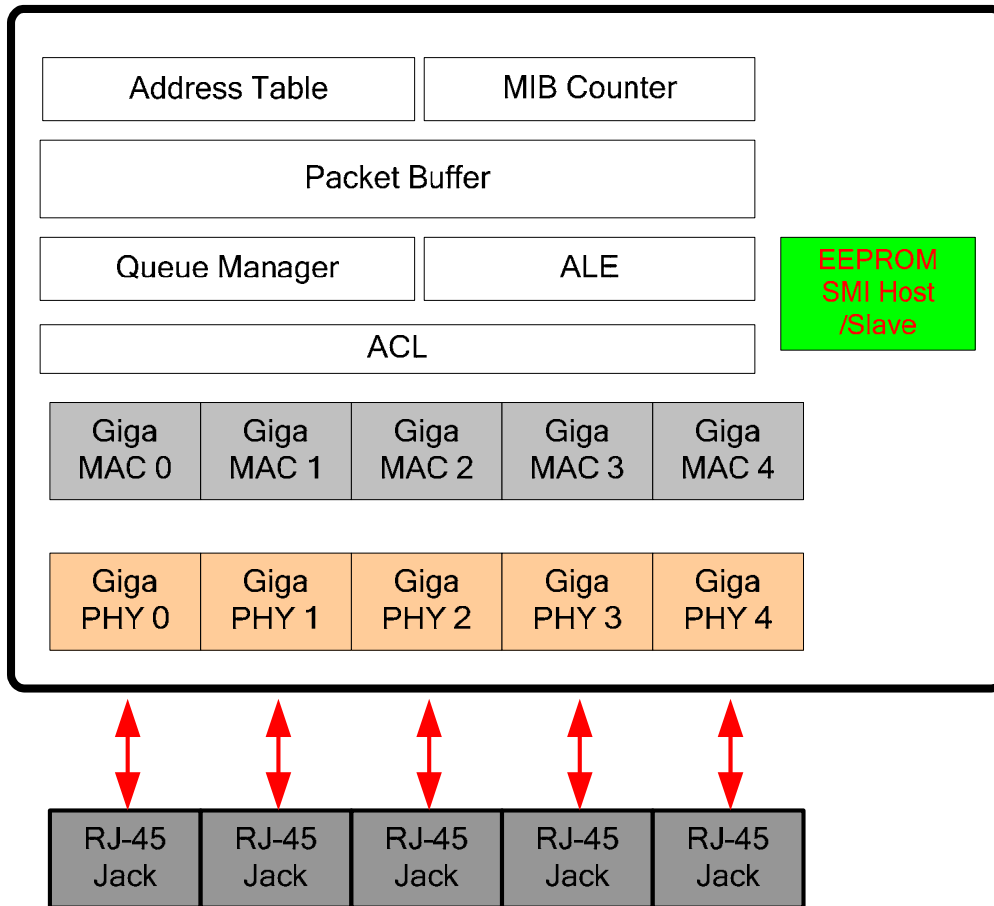 Address Table
MIB Counter
Packet Buffer
Queue Manager
ALE
EEPROM
SMI Host
/Slave
ACL
Giga
MAC 0
Giga
MAC 1
Giga
MAC 2
Giga
MAC 3
Giga
MAC 4
Giga
PHY 0
Giga
PHY 1
Giga
PHY 2
Giga
PHY 3
Giga
PHY 4
RJ-45
Jack
RJ-45
Jack
RJ-45
Jack
RJ-45
Jack
RJ-45
Jack